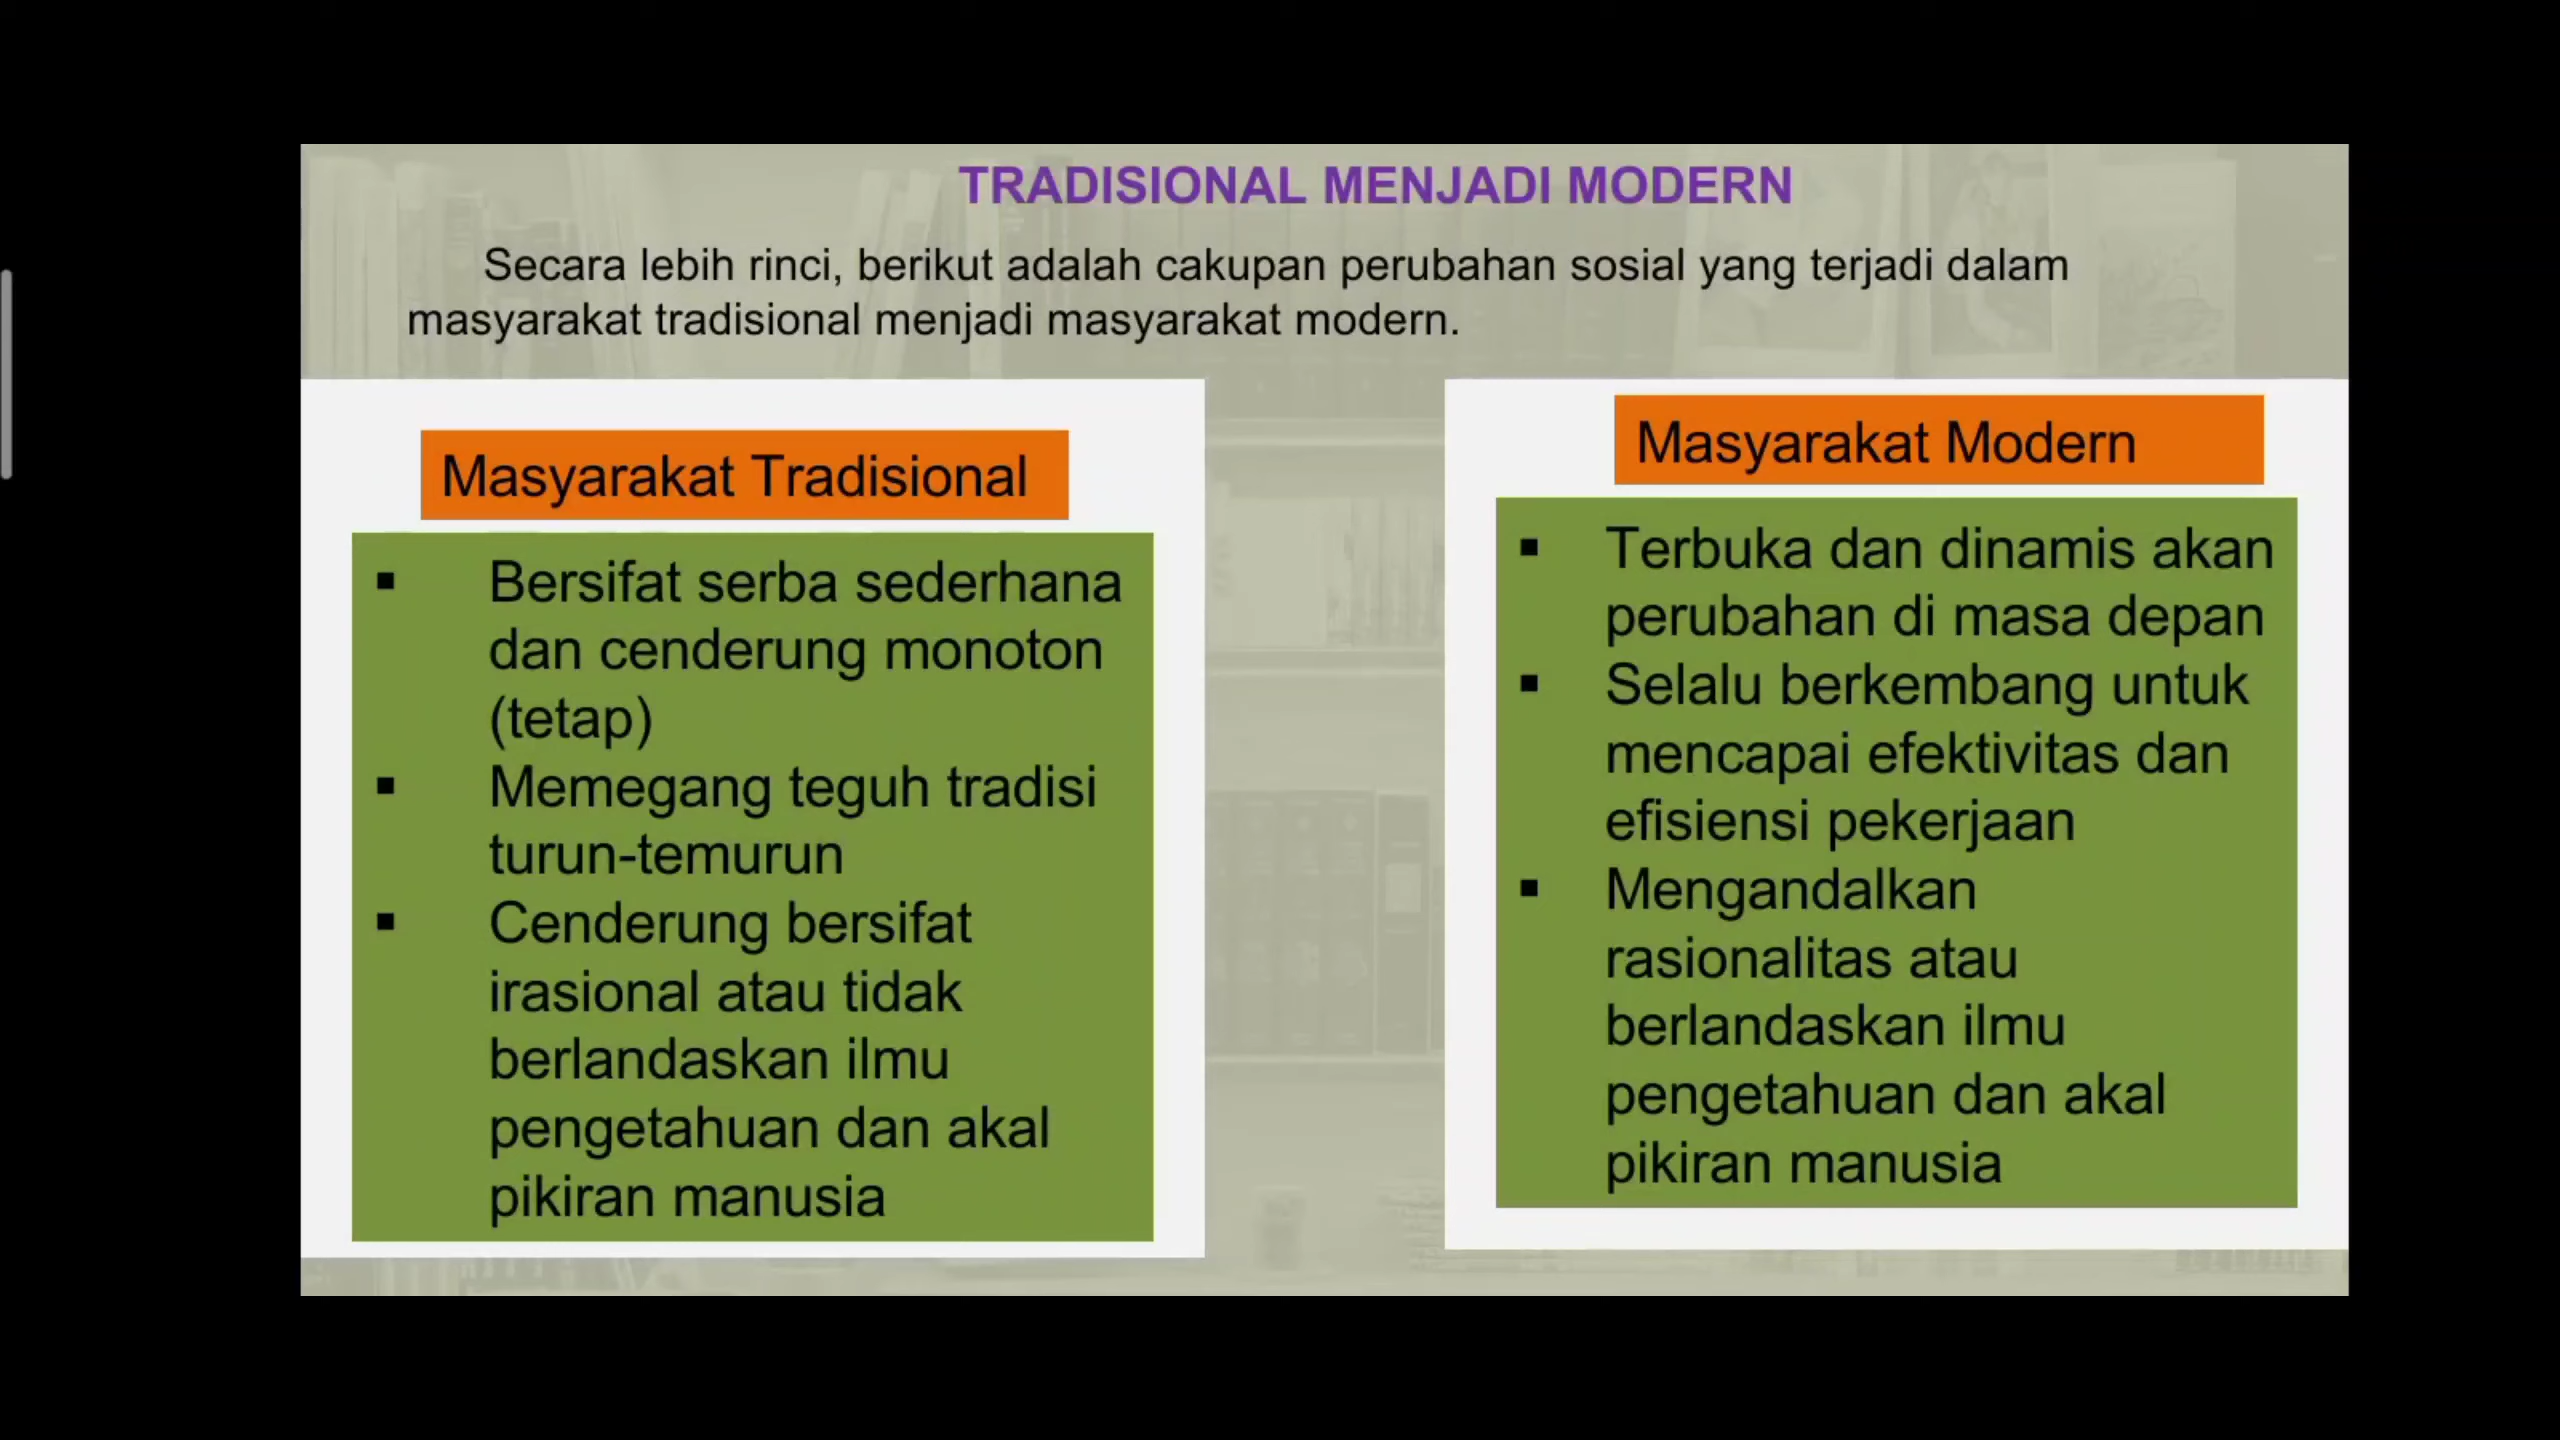 TRADISIONAL MENJADI MODERN
Secara lebih rinci, berikut adalah cakupan perubahan sosial yang terjadi dalam
masyarakat tradisional menjadi masyarakat modern.
Masyarakat Tradisional
▪ Bersifat serba sederhana
dan cenderung monoton
(tetap)
▪ Memegang teguh tradisi
turun-temurun
▪ Cenderung bersifat
irasional atau tidak
berlandaskan ilmu
pengetahuan dan akal
pikiran manusia
Masyarakat Modern
▪ Terbuka dan dinamis akan
perubahan di masa depan
▪ Selalu berkembang untuk
mencapai efektivitas dan
efisiensi pekerjaan
▪ Mengandalkan
rasionalitas atau
berlandaskan ilmu
pengetahuan dan akal
pikiran manusia